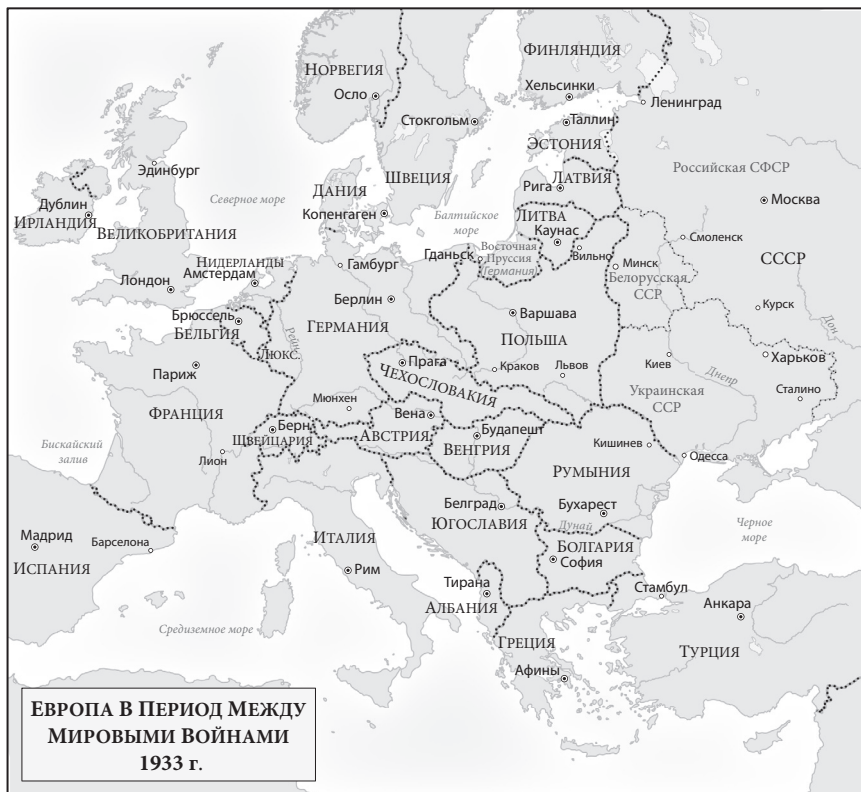 ФИНЛЯНДИЯ
НОРВЕГИЯ
Хельсинки
Осло
Ленинград
Стокгольм
Таллин
ЭСТОНИЯ
Эдинбург
Российская СФСР
ШВЕЦИЯ
ЛАТВИЯ
ДАНИЯ
Рига
Северное море
Москва
Дублин
ИРЛАНДИЯ
Копенгаген
Балтийское
море
ЛИТВА
Каунас
ВЕЛИКОБРИТАНИЯ
Смоленск
Вильно
Восточная
Пруссия
(Германия)
Гданьск
НИДЕРЛАНДЫ
Амстердам
Гамбург
Минск
Белорусская
ССР
СССР
Лондон
Берлин
Курск
Варшава
Брюссель
БЕЛЬГИЯ
ГЕРМАНИЯ
Рейн
Дон
ПОЛЬША
ЛЮКС.
Прага
ЧЕХОСЛОВАКИЯ
Краков
Львов
Киев
Днепр
Харьков
Париж
Украинская
ССР
Сталино
Мюнхен
ФРАНЦИЯ
Вена
АВСТРИЯ
Берн
ШВЕЙЦАРИЯ
Будапешт
ВЕНГРИЯ
Кишинев
Одесса
Бискайский
залив
Лион
РУМЫНИЯ
Белград
ЮГОСЛАВИЯ
Бухарест
Дунай
Черное
море
Мадрид
ИСПАНИЯ
Барселона
ИТАЛИЯ
Рим
БОЛГАРИЯ
София
Тирана
АЛБАНИЯ
Стамбул
Анкара
Средиземное море
ГРЕЦИЯ
Афины
ТУРЦИЯ
ЕВРОПА В ПЕРИОД МЕЖДУ
МИРОВЫМИ ВОЙНАМИ
1933 г.